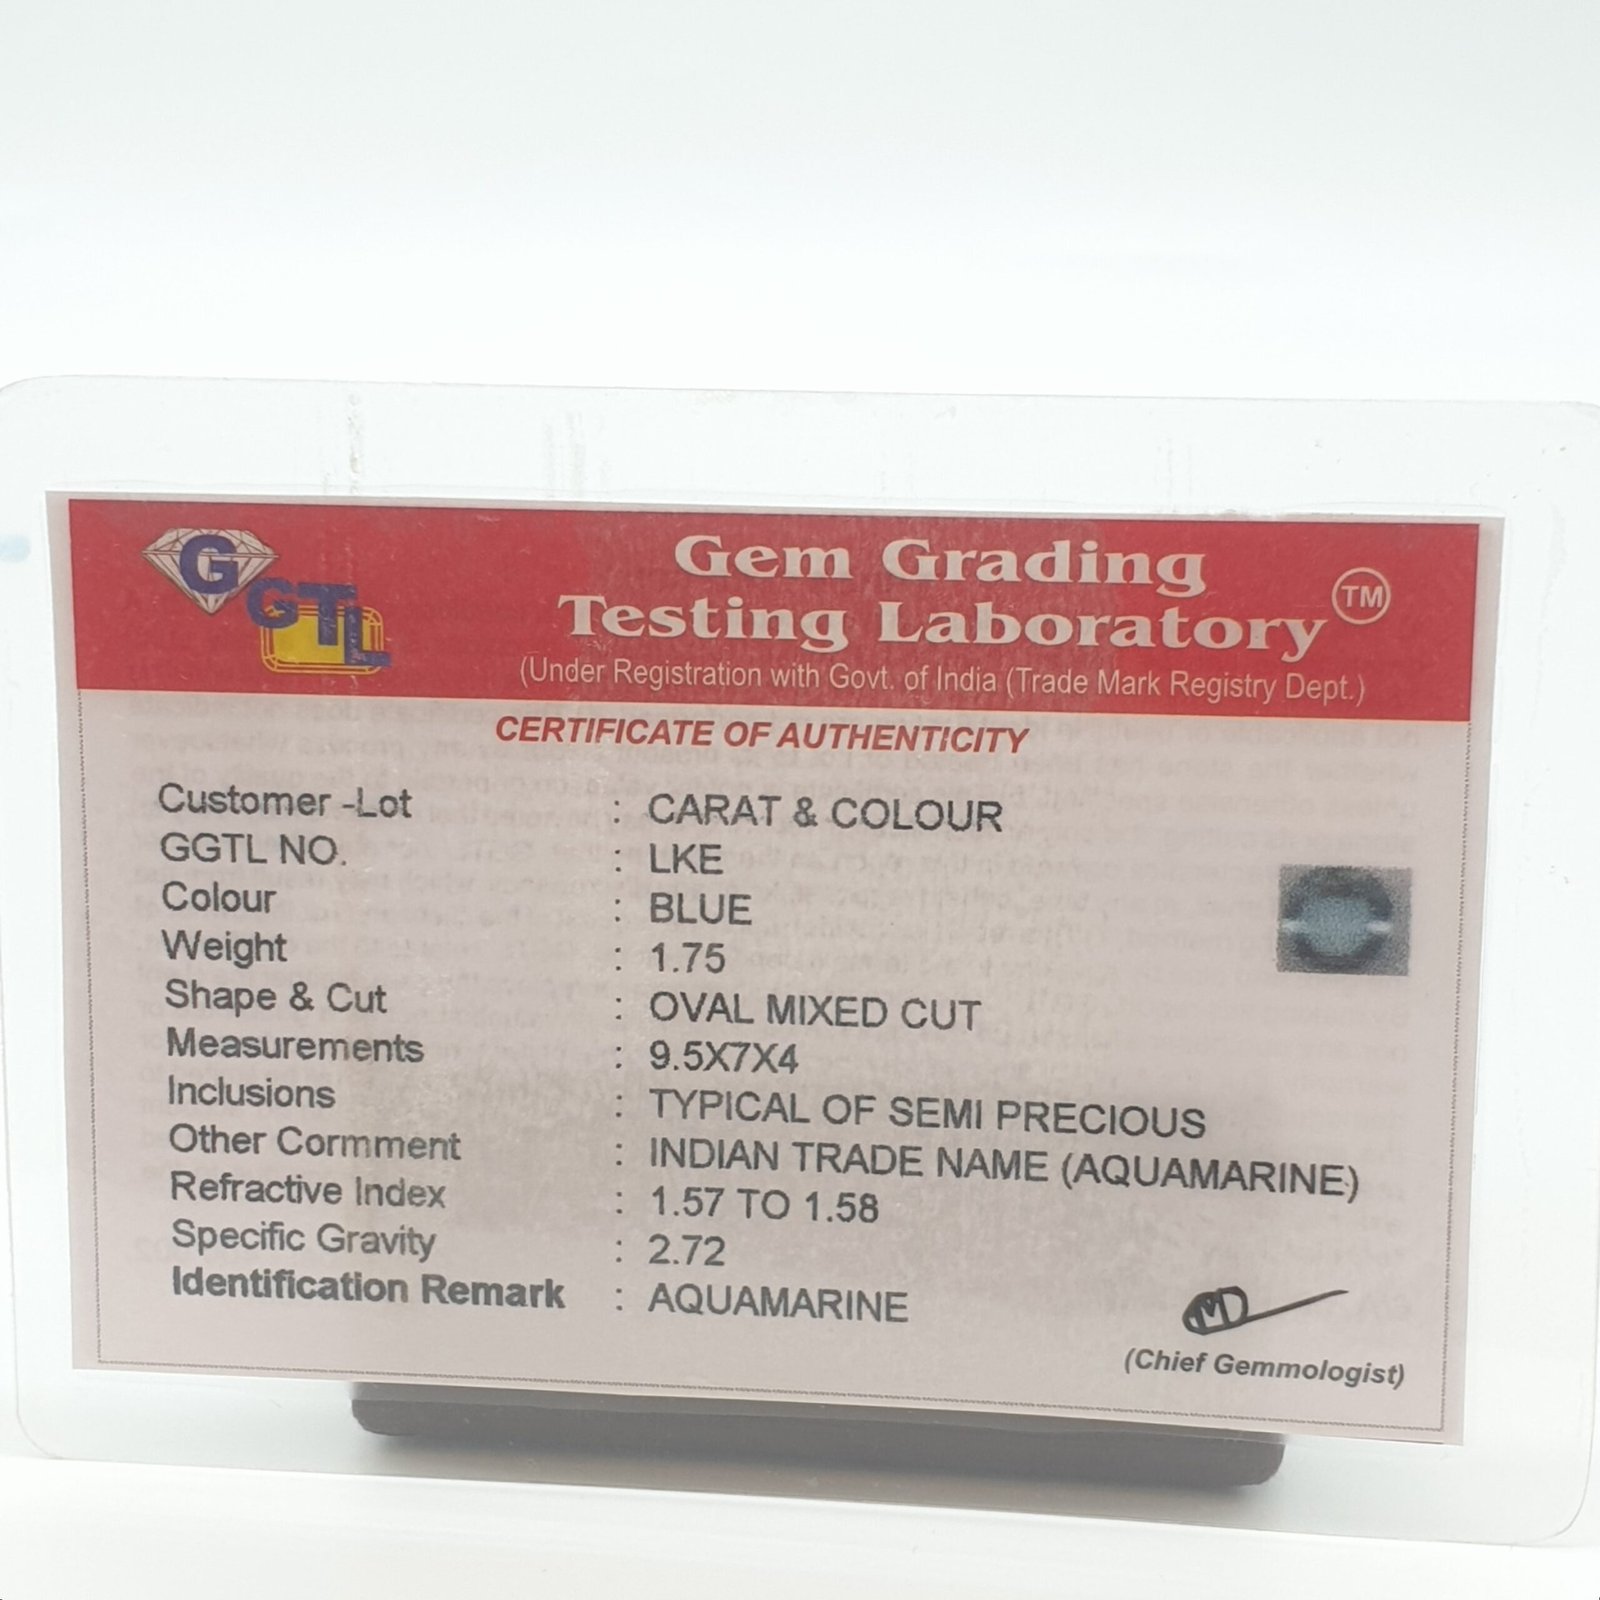 G GTL
Gem Grading
Testing Laboratory TM
(Under Registration with Govt. of India (Trade Mark Registry Dept.)
CERTIFICATE OF AUTHENTICITY
Customer -Lot : CARAT & COLOUR
GGTL NO. : LKE
Colour : BLUE
Weight : 1.75
Shape & Cut : OVAL MIXED CUT
Measurements : 9.5X7X4
Inclusions : TYPICAL OF SEMI PRECIOUS
Other Cormment : INDIAN TRADE NAME (AQUAMARINE)
Refractive Index : 1.57 TO 1.58
Specific Gravity : 2.72
Identification Remark : AQUAMARINE
(Chief Gemmologist)